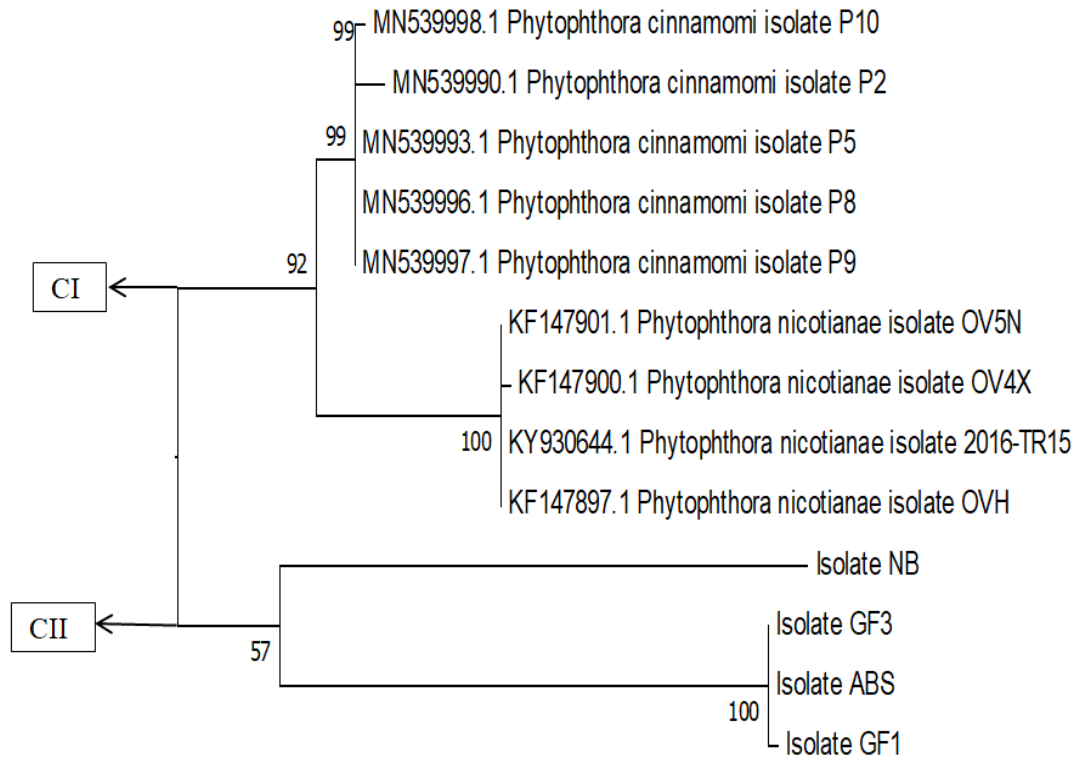 99 MN539998.1 Phytophthora cinnamomi isolate P10
MN539990.1 Phytophthora cinnamomi isolate P2
99 MN539993.1 Phytophthora cinnamomi isolate P5
MN539996.1 Phytophthora cinnamomi isolate P8
92 MN539997.1 Phytophthora cinnamomi isolate P9
CI
KF147901.1 Phytophthora nicotianae isolate OV5N
KF147900.1 Phytophthora nicotianae isolate OV4X
100 KY930644.1 Phytophthora nicotianae isolate 2016-TR15
KF147897.1 Phytophthora nicotianae isolate OVH
Isolate NB
CII
Isolate GF3
57
Isolate ABS
100
Isolate GF1